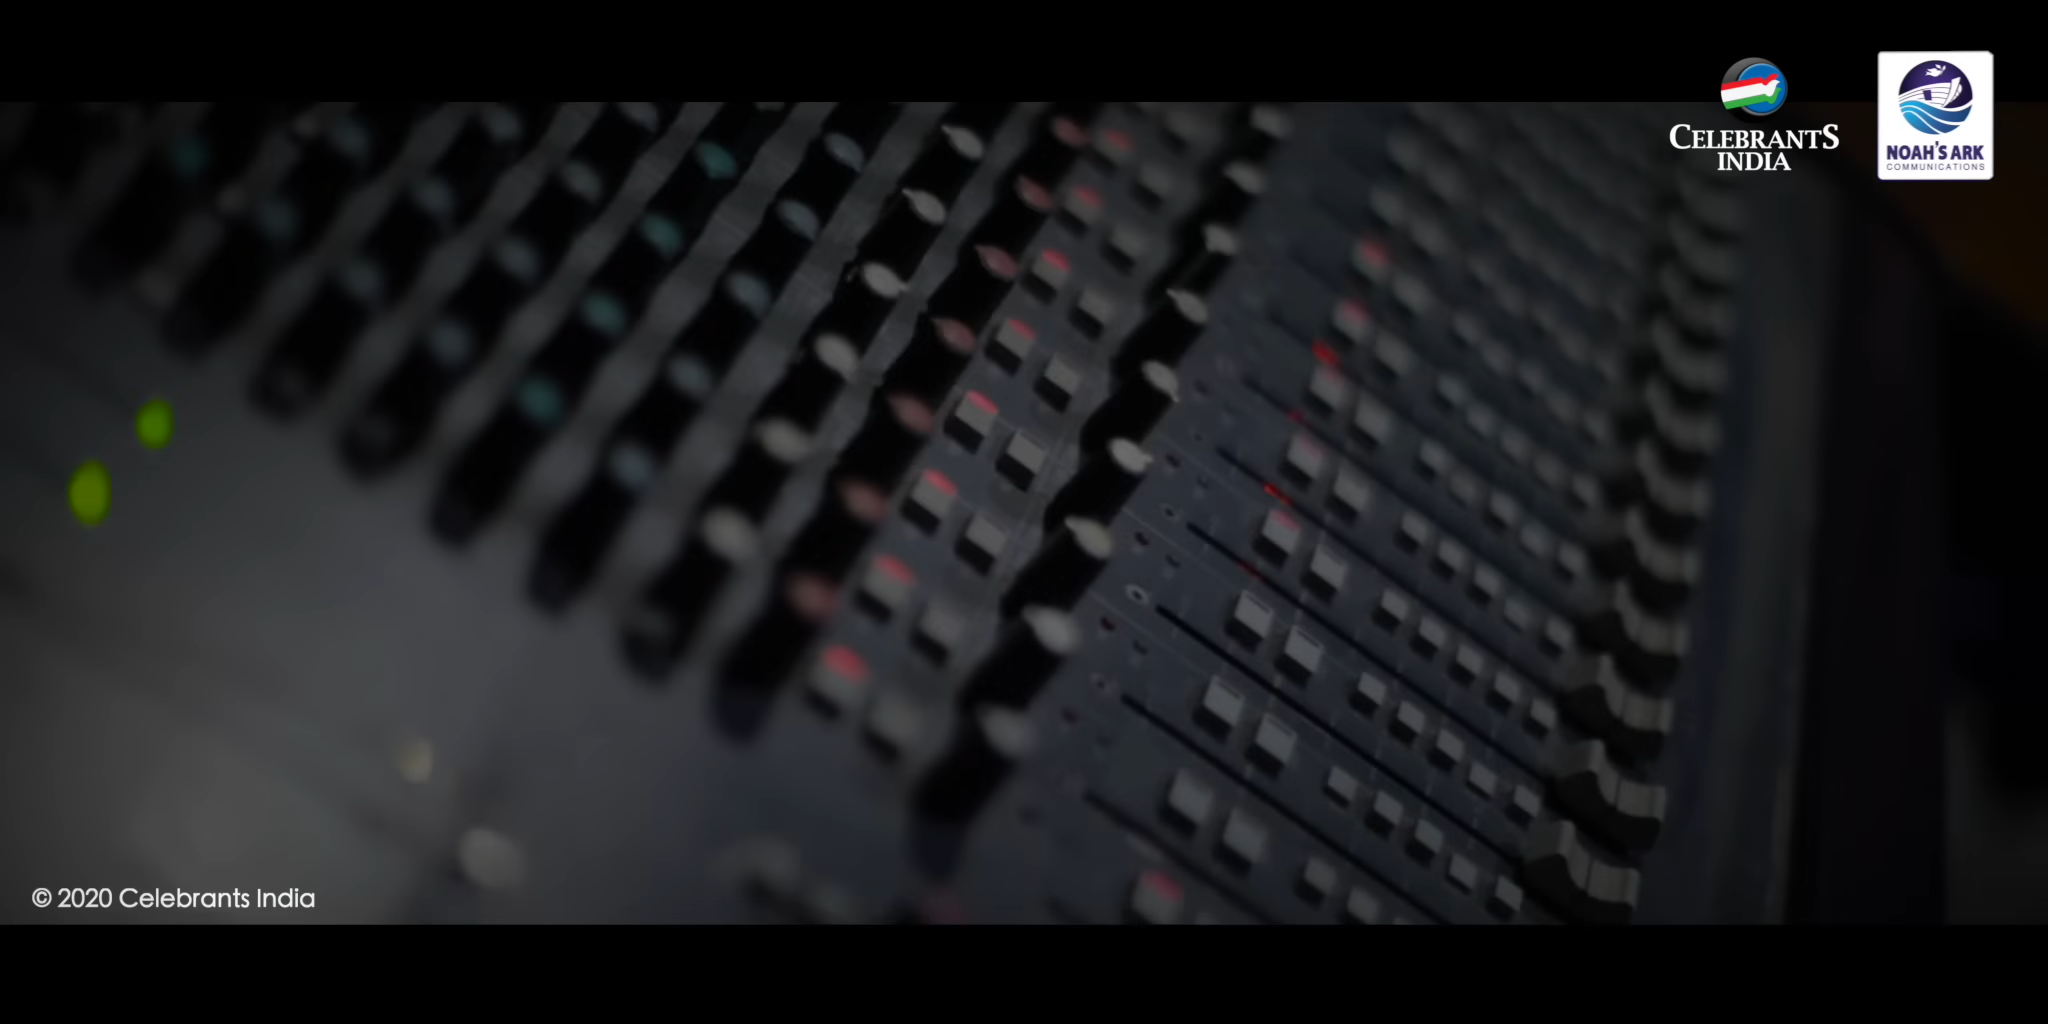 CELEBRANTS
INDIA
NOAH'S ARK
COMMUNICATIONS
© 2020 Celebrants India